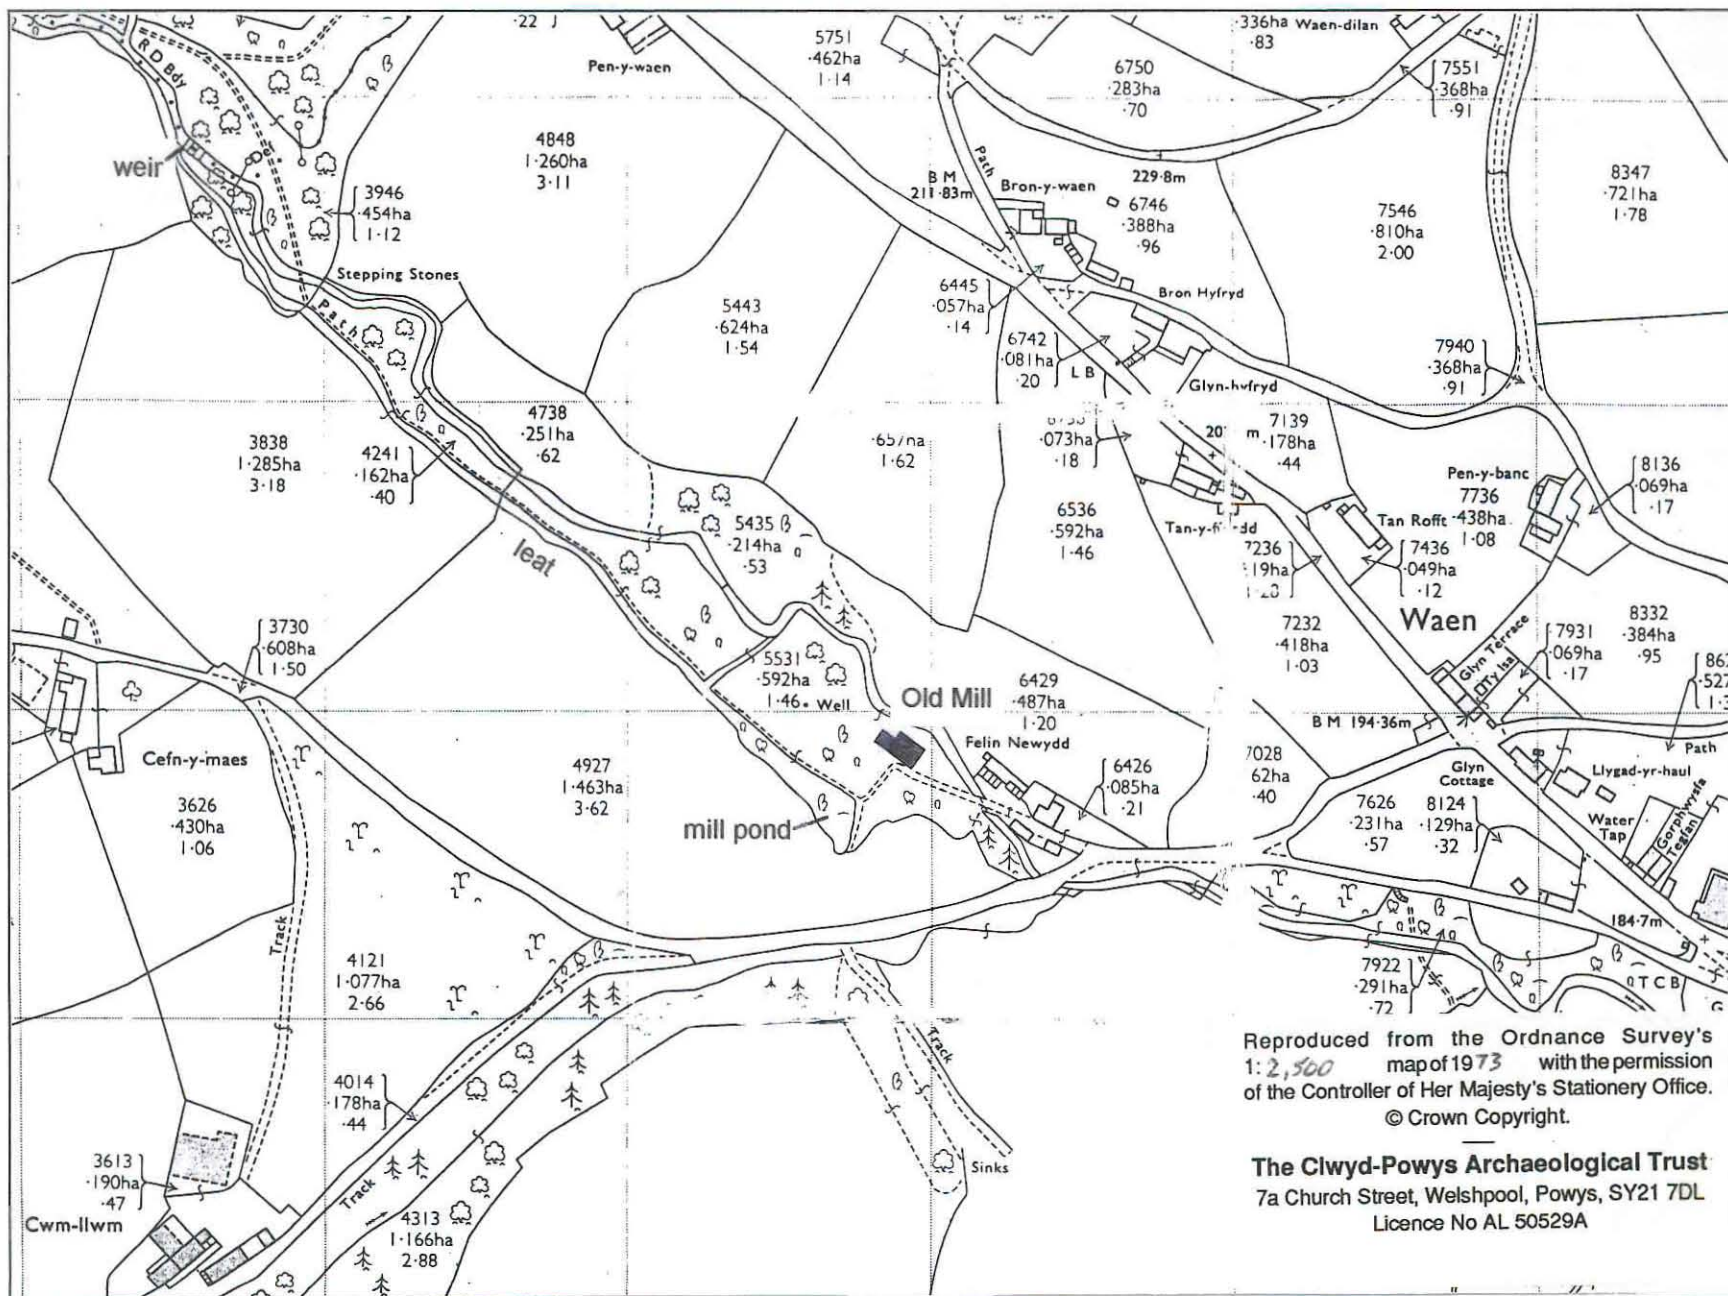 ·22
Pen-y-waen
5751
·462ha
1·14
·336ha
·83
Waen-dilan
6750
·283ha
·70
7551
·368ha
·91
R D Bdy
weir
4848
1·260ha
3·11
3946
·454ha
1·12
Path
B M
211·83m
Bron-y-waen
229·8m
6746
·388ha
·96
7546
·810ha
2·00
8347
·721ha
1·78
Stepping Stones
Path
5443
·624ha
1·54
6445
·057ha
·14
Bron Hyfryd
6742
·081ha
·20
L B
Glyn-hyfryd
7940
·368ha
·91
3838
1·285ha
3·18
4241
·162ha
·40
4738
·251ha
·62
1·62
·073ha
·18
m
7139
·178ha
·44
Pen-y-banc
7736
·438ha
1·08
8136
·069ha
·17
leat
5435
·214ha
·53
6536
·592ha
1·46
Tan Rofft
7236
7436
·049ha
·12
Waen
3730
·608ha
1·50
5531
·592ha
1·46
Well
Old Mill
6429
·487ha
1·20
7232
·418ha
1·03
Glyn Terrace
Ty Isa
7931
·069ha
·17
8332
·384ha
·95
B M 194·36m
Path
Cefn-y-maes
3626
·430ha
1·06
4927
1·463ha
3·62
mill pond
Felin Newydd
6426
·085ha
·21
7028
62ha
·40
Glyn
Cottage
7626
·231ha
·57
8124
·129ha
·32
Llygad-yr-haul
Water
Tap
Gorphwysfa
Tegfan
184·7m
Track
4121
1·077ha
2·66
7922
·291ha
·72
T C B
4014
·178ha
·44
Track
Sinks
3613
·190ha
·47
Cwm-llwm
Track
4313
1·166ha
2·88
Reproduced from the Ordnance Survey's
1: 2,500 map of 1973 with the permission
of the Controller of Her Majesty's Stationery Office.
© Crown Copyright.
The Clwyd-Powys Archaeological Trust
7a Church Street, Welshpool, Powys, SY21 7DL
Licence No AL 50529A